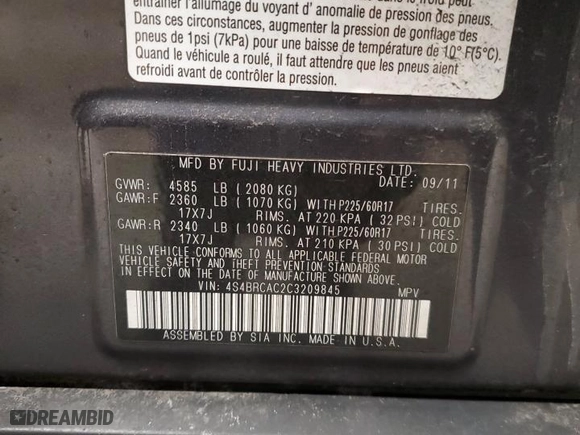 entraîner l'allumage du voyant d' anomalie de pression des pneus.
Dans ces circonstances, augmenter la pression de gonflage des
pneus de 1psi (7kPa) pour une baisse de température de 10° F(5°C).
Quand le véhicule a roulé, il faut attendre que les pneus aient
refroidi avant de contrôler la pression.
MFD BY FUJI HEAVY INDUSTRIES LTD.
GVWR: 4585 LB ( 2080 KG) DATE: 09/11
GAWR:F 2360 LB ( 1070 KG) WITH P225/60R17 TIRES.
17X7J RIMS. AT 220 KPA ( 32 PSI) COLD
GAWR:R 2340 LB ( 1060 KG) WITH P225/60R17 TIRES.
17X7J RIMS. AT 210 KPA ( 30 PSI) COLD
THIS VEHICLE CONFORMS TO ALL APPLICABLE FEDERAL MOTOR
VEHICLE SAFETY AND THEFT PREVENTION STANDARDS
IN EFFECT ON THE DATE OF MANUFACTURE SHOWN ABOVE.
VIN: 4S4BRCAC2C3209845 MPV
ASSEMBLED BY SIA INC. MADE IN U.S.A.
DREAMBID